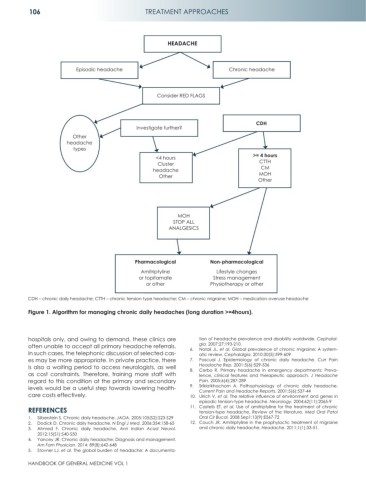 106
TREATMENT APPROACHES
HEADACHE
Episodic headache
Chronic headache
Consider RED FLAGS
Other
headache
types
Investigate further?
CDH
<4 hours
Cluster
headache
Other
>= 4 hours
CTTH
CM
MOH
Other
MOH
STOP ALL
ANALGESICS
Pharmacological
Amitriptyline
or topiramate
or other
Non-pharmacological
Lifestyle changes
Stress management
Physiotherapy or other
CDH – chronic daily headache; CTTH – chronic tension-type headache; CM – chronic migraine; MOH – medication-overuse headache
Figure 1. Algorithm for managing chronic daily headaches (long duration >=4hours).
hospitals only, and owing to demand, these clinics are
often unable to accept all primary headache referrals.
In such cases, the telephonic discussion of selected cas-
es may be more appropriate. In private practice, there
is also a waiting period to access neurologists, as well
as cost constraints. Therefore, training more staff with
regard to this condition at the primary and secondary
levels would be a useful step towards lowering health-
care costs effectively.
REFERENCES
1. Silberstein S. Chronic daily headache. JAOA. 2005;105(S2):S23-S29
2. Dodick D. Chronic daily headache. N Engl J Med. 2006;354:158-65
3. Ahmed F. Chronic daily headache. Ann Indian Acad Neurol.
2012;15(S1):S40-S50
4. Yancey JR. Chronic daily headache: Diagnosis and management.
Am Fam Physician. 2014; 89(8):642-648
5. Stovner LJ, et al. The global burden of headache: A documenta-
tion of headache prevalence and disability worldwide. Cephalal-
gia. 2007;27:193-210.
6. Natoli JL, et al. Global prevalence of chronic migraine: A system-
atic review. Cephalalgia. 2010;30(5):599-609
7. Pascual J. Epidemiology of chronic daily headache. Curr Pain
Headache Rep. 2001;5(6):529-536
8. Cerbo R. Primary headache in emergency departments: Preva-
lence, clinical features and therapeutic approach. J Headache
Pain. 2005;6(4):287-289
9. Srikiatkhachorn A. Pathophysiology of chronic daily headache.
Current Pain and Headache Reports. 2001;5(6):537-44
10. Ulrich V, et al. The relative influence of environment and genes in
episodic tension-type headache. Neurology. 2004;62(11):2065-9
11. et al. Use of amitriptyline for the treatment of chronic
tension-type headache. Review of the literature. Med Oral Patol
Oral Cir Bucal. 2008 Sep1;13(9):E567-72
12. Couch JR. Amitriptyline in the prophylactic treatment of migraine
and chronic daily headache. Headache. 2011;1(1):33-51.
HANDBOOK OF GENERAL MEDICINE VOL 1